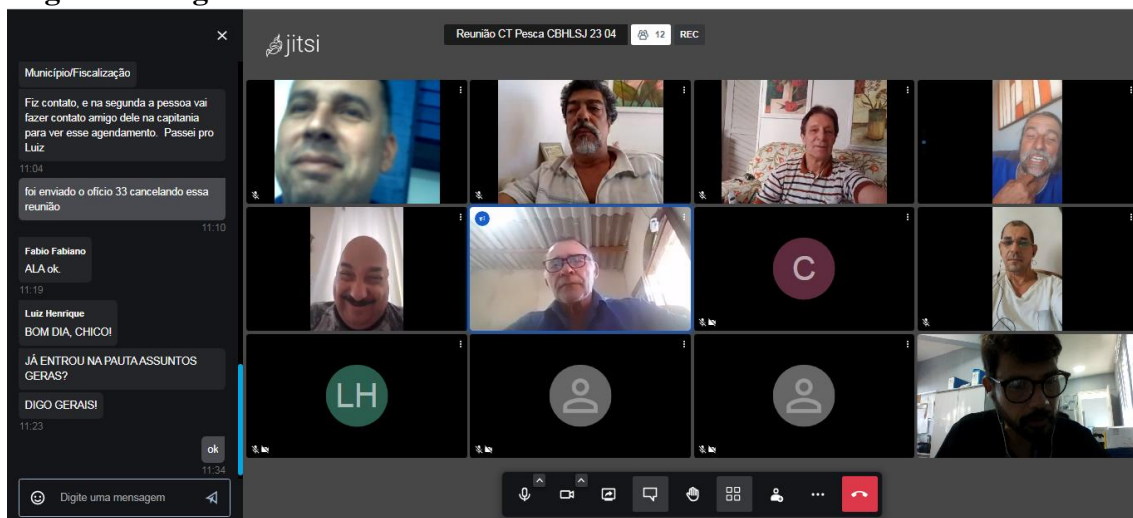 Município/Fiscalização
Fiz contato, e na segunda a pessoa vai
fazer contato amigo dele na capitania
para ver esse agendamento. Passei pro
Luiz
11:04
foi enviado o ofício 33 cancelando essa
reunião
11:10
Fabio Fabiano
ALA ok.
11:19
Luiz Henrique
BOM DIA, CHICO!
JÁ ENTROU NA PAUTA ASSUNTOS
GERAS?
DIGO GERAIS!
11:23
ok
11:34
Digite uma mensagem
jitsi
Reunião CT Pesca CBHLSJ 23 04
12
REC
C
LH